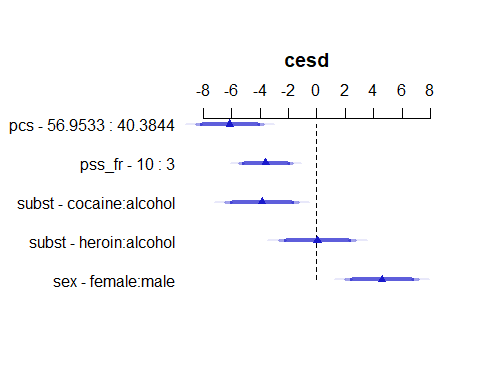 cesd
-8 -6 -4 -2 0 2 4 6 8
pcs - 56.9533 : 40.3844
pss_fr - 10 : 3
subst - cocaine:alcohol
subst - heroin:alcohol
sex - female:male